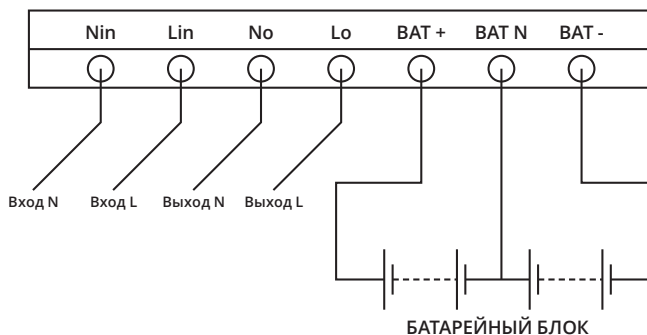 Nin Lin No Lo BAT + BAT N BAT -
Вход N Вход L Выход N Выход L
БАТАРЕЙНЫЙ БЛОК